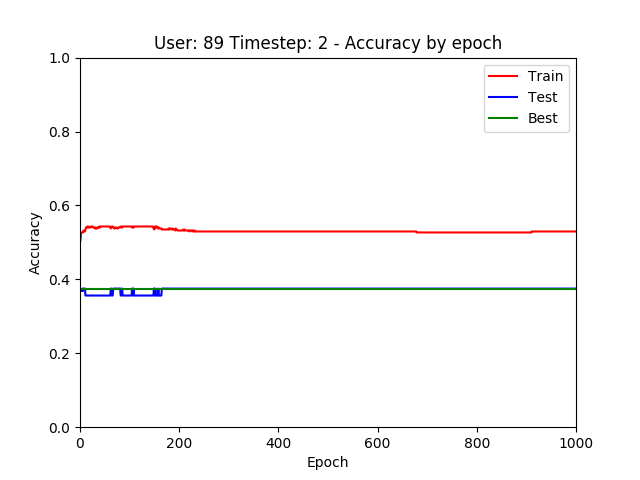 User: 89 Timestep: 2 - Accuracy by epoch
1.0
0.8
0.6
0.4
0.2
0.0
Accuracy
Train
Test
Best
0 200 400 600 800 1000
Epoch